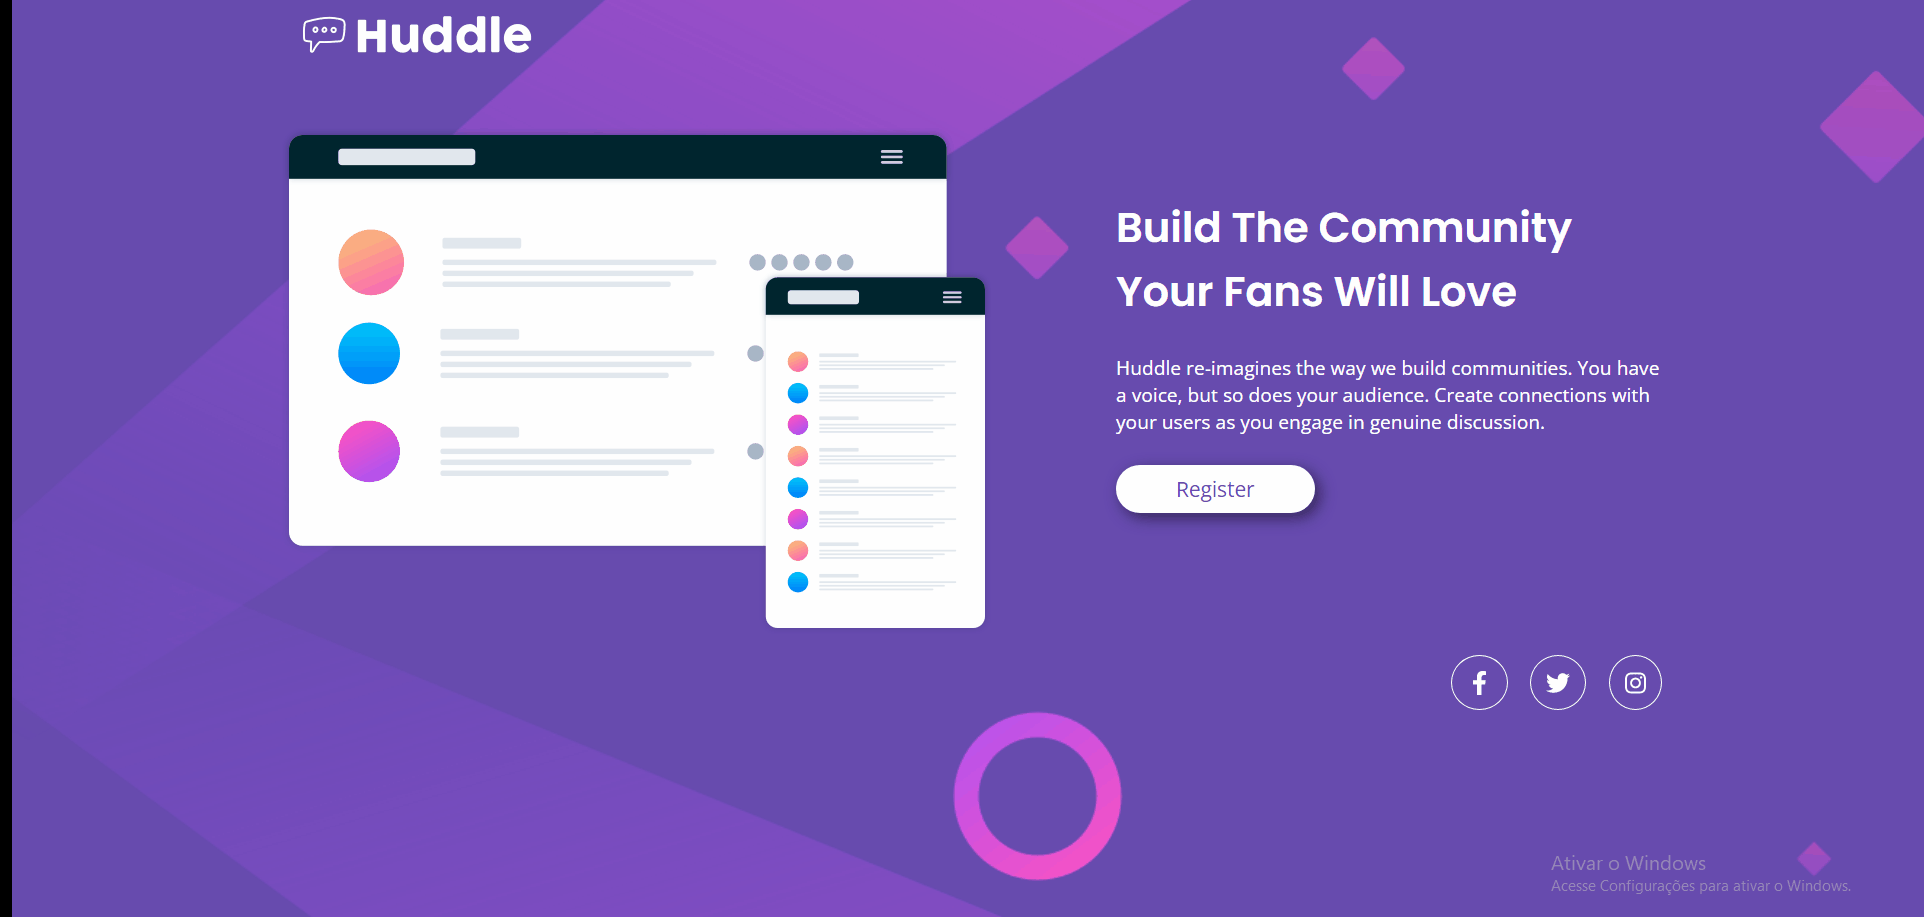 Huddle
Build The Community
Your Fans Will Love
Huddle re-imagines the way we build communities. You have
a voice, but so does your audience. Create connections with
your users as you engage in genuine discussion.
Register
Ativar o Windows
Acesse Configurações para ativar o Windows.